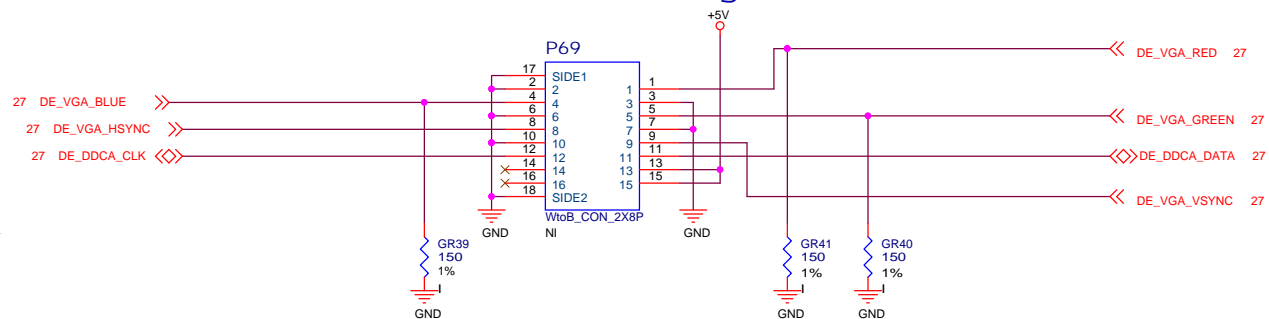 +5V
P69
17 SIDE1
2 2
4 4
6 6
8 8
10 10
12 12
14 14
16 16
18 SIDE2
1 1
3 3
5 5
7 7
9 9
11 11
13 13
15 15
WtoB_CON_2X8P
NI
27 DE_VGA_BLUE
27 DE_VGA_HSYNC
27 DE_DDCA_CLK
DE_VGA_RED 27
DE_VGA_GREEN 27
DE_DDCA_DATA 27
DE_VGA_VSYNC 27
GND
GND
GR39
150
1%
I
GND
GR41
150
1%
I
GND
GR40
150
1%
I
GND